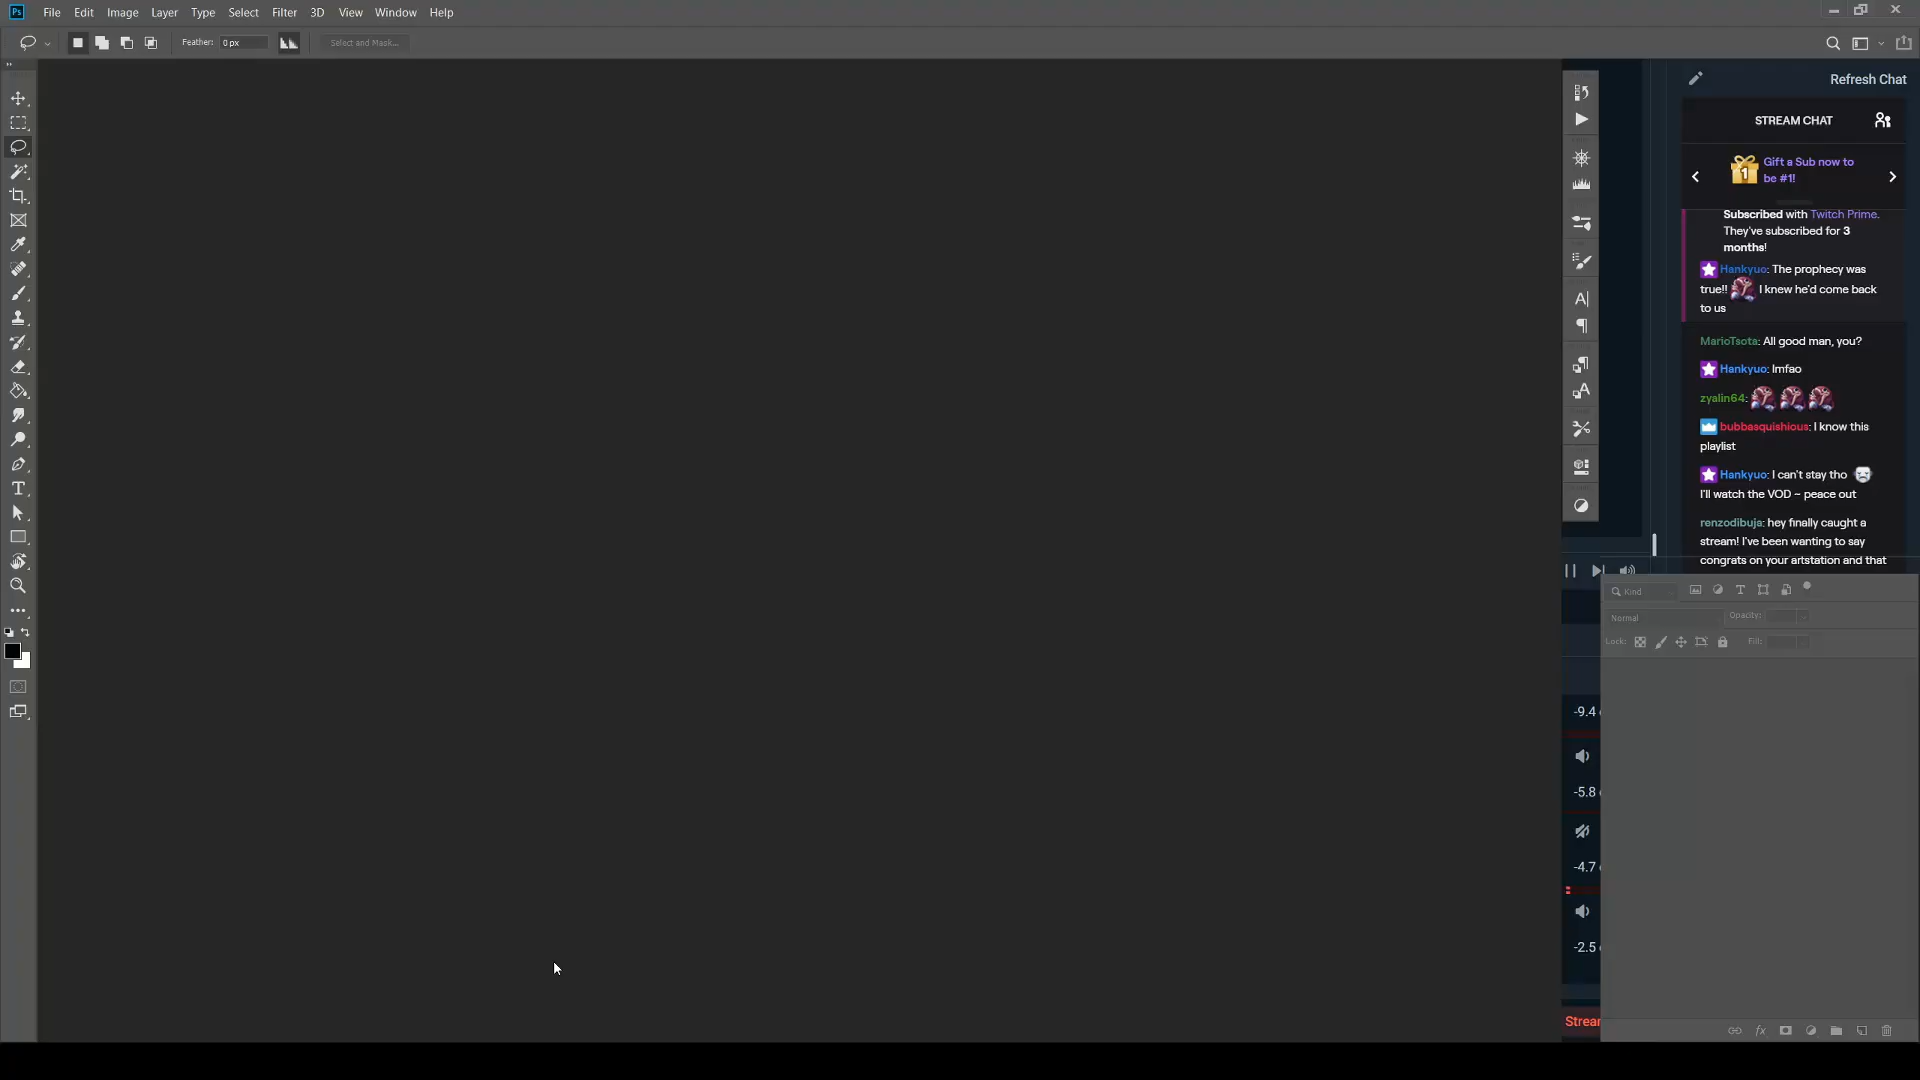 Ps File Edit Image Layer Type Select Filter 3D View Window Help
Feather: 0 px Select and Mask...
Refresh Chat
STREAM CHAT
1
Gift a Sub now to
be #1!
Subscribed with Twitch Prime.
They've subscribed for 3
months!
Hankyuo: The prophecy was
true!! I knew he'd come back
to us
MarioTsota: All good man, you?
Hankyuo: lmfao
zyalin64:
bubbasquishious: I know this
playlist
Hankyuo: I can't stay tho
I'll watch the VOD ~ peace out
renzodibuja: hey finally caught a
stream! I've been wanting to say
congrats on your artstation and that
Kind
Normal Opacity:
Lock: Fill:
-9.4
-5.8
-4.7
-2.5
Strea